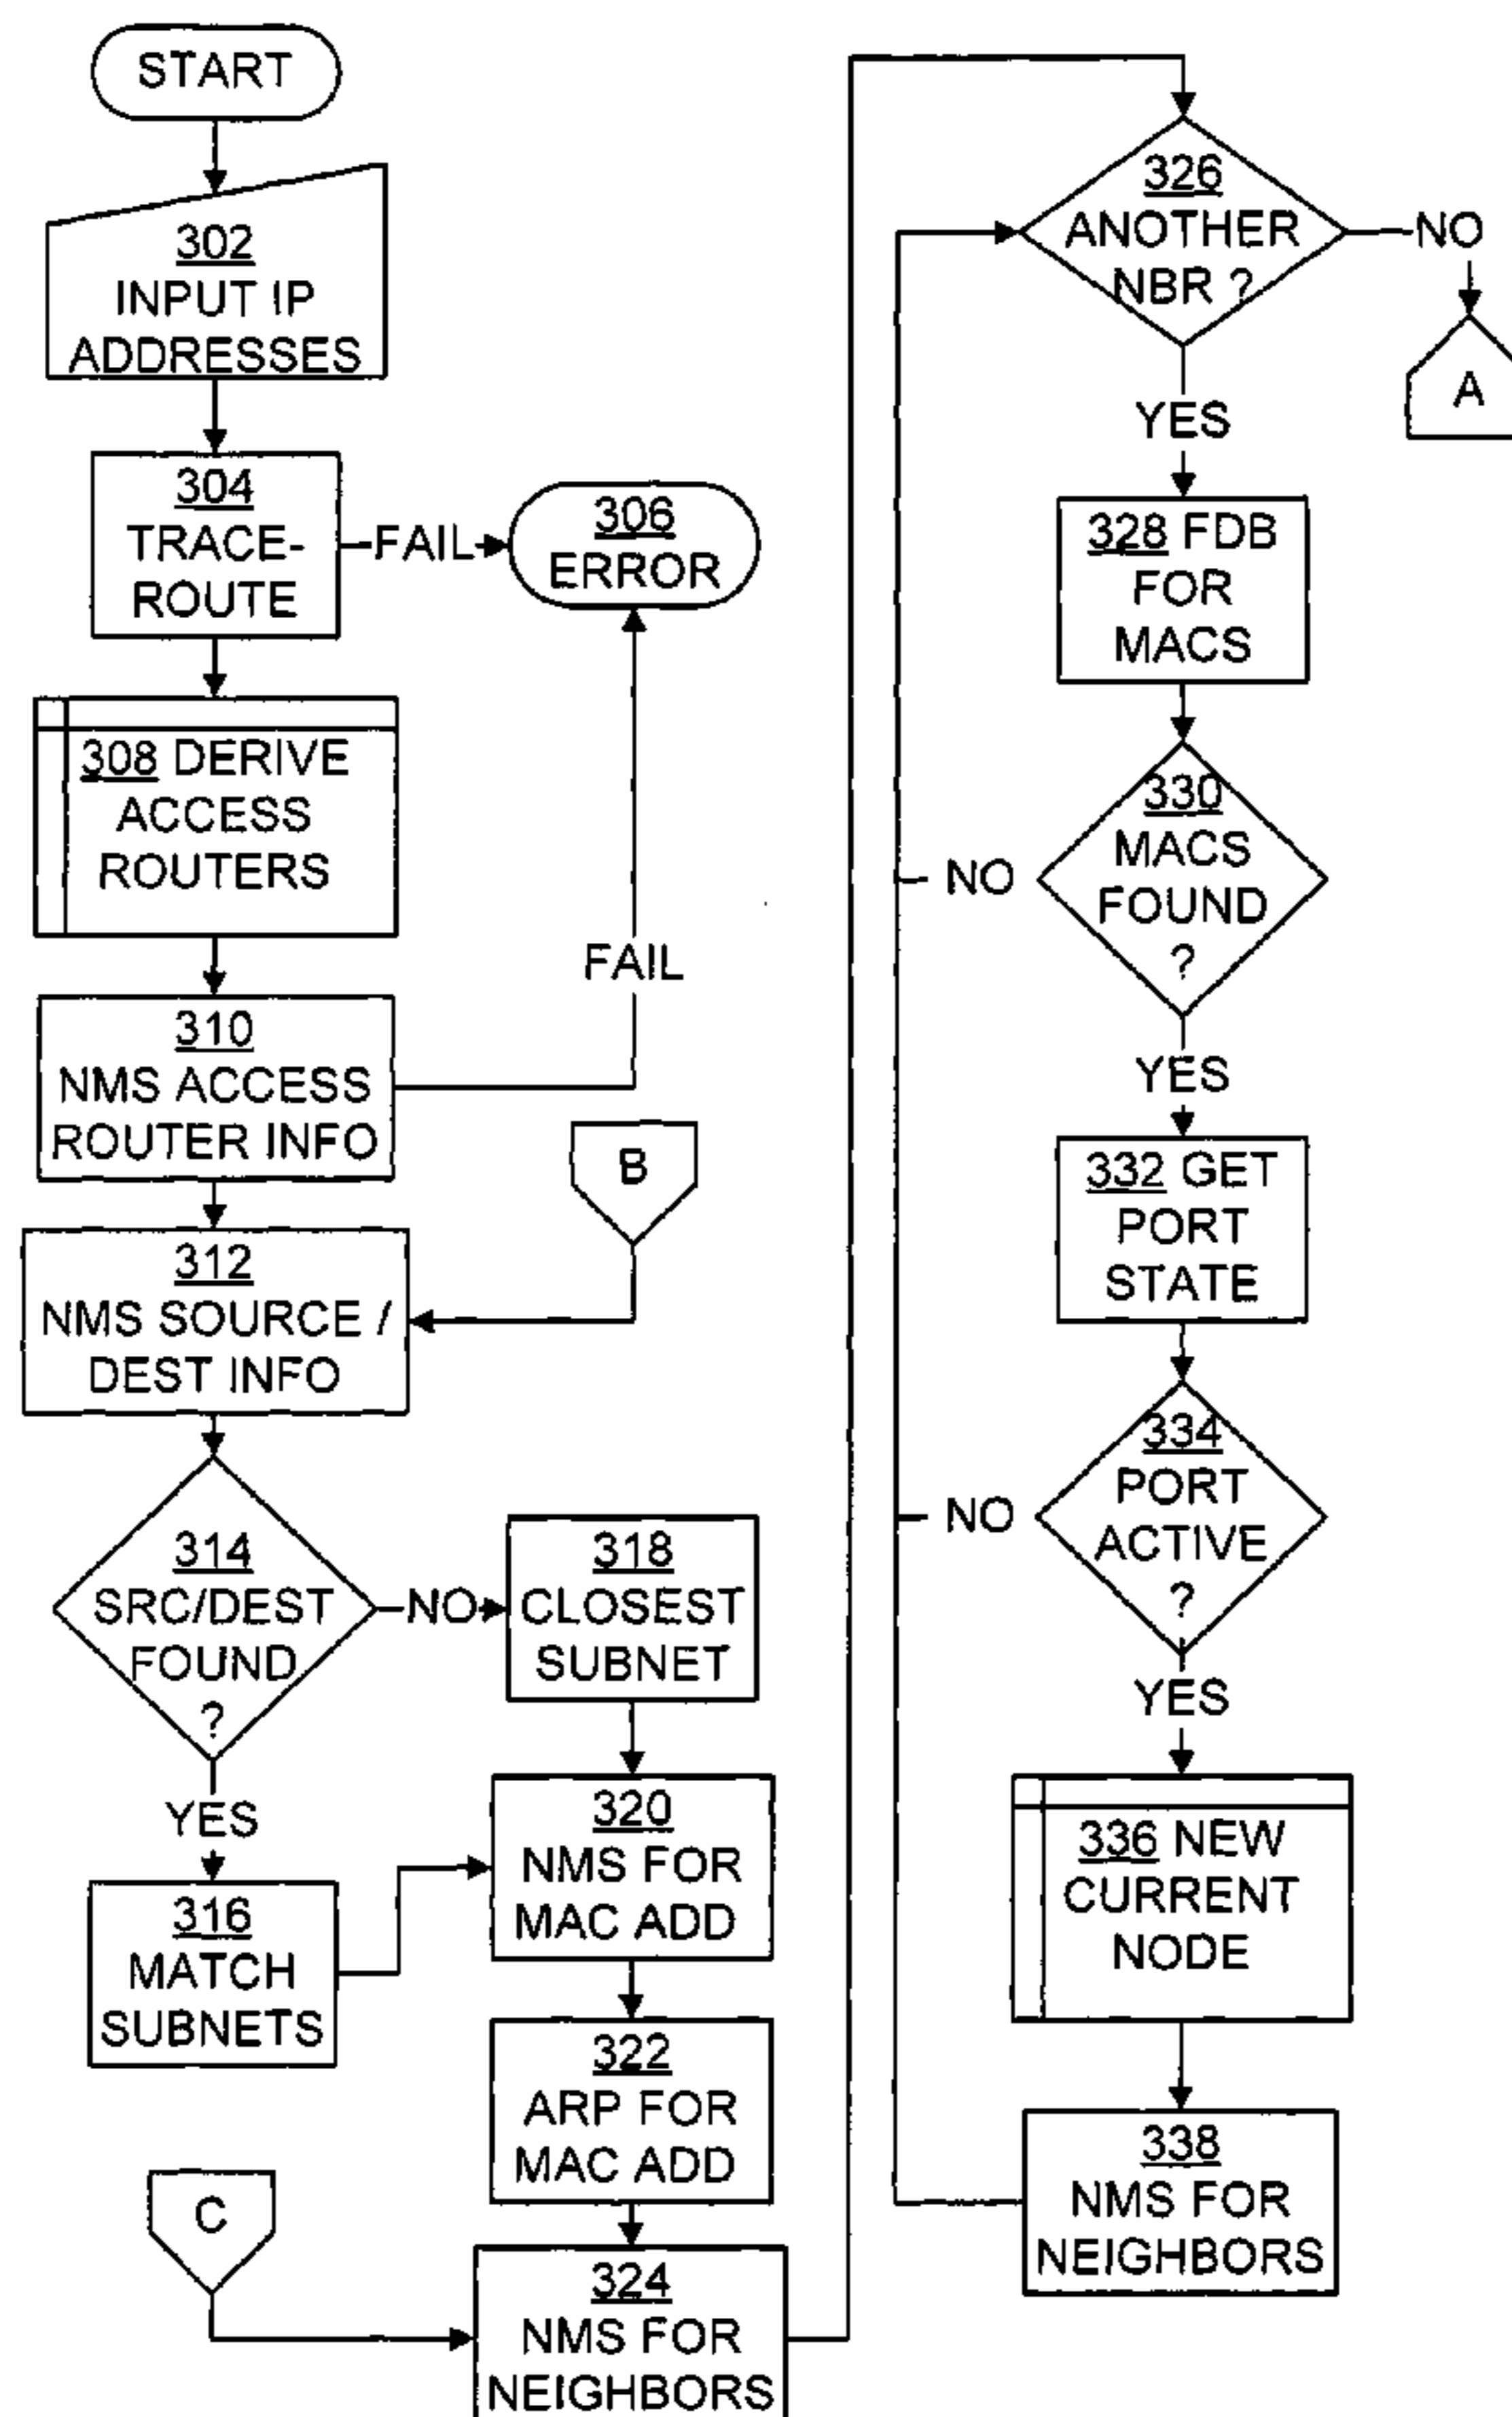 START
302
INPUT IP
ADDRESSES
304
TRACE-
ROUTE
FAIL
306
ERROR
308 DERIVE
ACCESS
ROUTERS
310
NMS ACCESS
ROUTER INFO
FAIL
B
312
NMS SOURCE /
DEST INFO
314
SRC/DEST
FOUND
?
NO
YES
316
MATCH
SUBNETS
318
CLOSEST
SUBNET
320
NMS FOR
MAC ADD
322
ARP FOR
MAC ADD
C
324
NMS FOR
NEIGHBORS
326
ANOTHER
NBR ?
NO
A
YES
328 FDB
FOR
MACS
330
MACS
FOUND
?
NO
YES
332 GET
PORT
STATE
334
PORT
ACTIVE
?
NO
YES
336 NEW
CURRENT
NODE
338
NMS FOR
NEIGHBORS